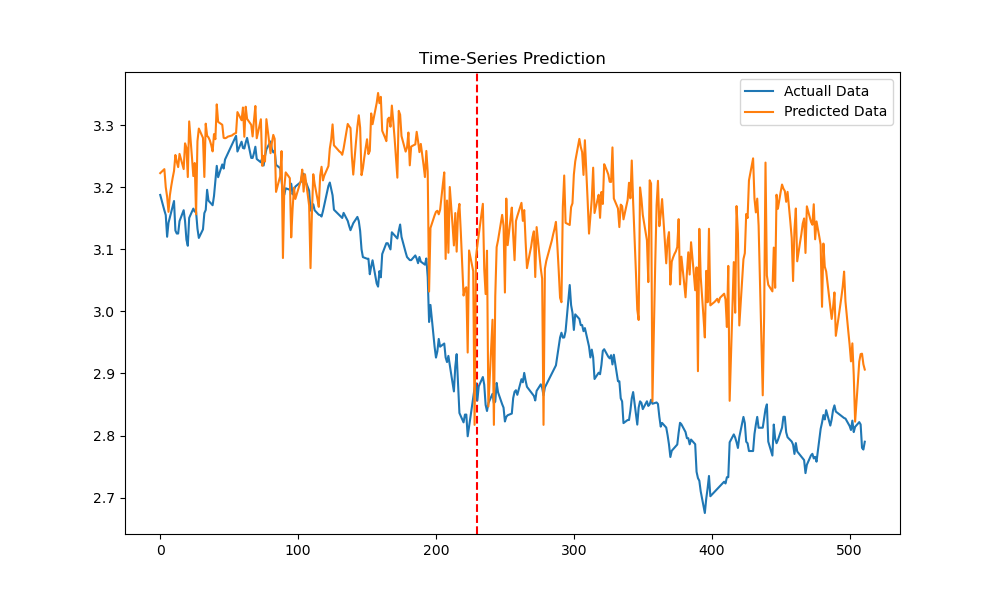 Time-Series Prediction
Actuall Data
Predicted Data
3.3
3.2
3.1
3.0
2.9
2.8
2.7
0 100 200 300 400 500